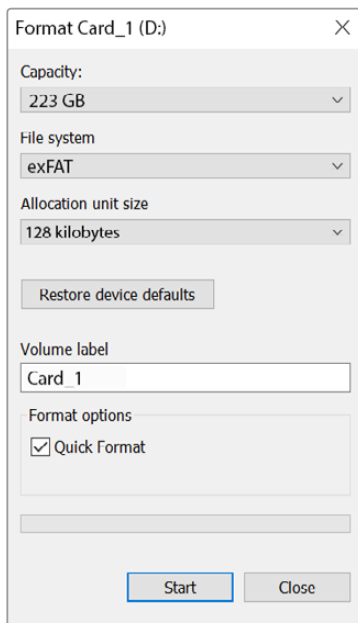 Format Card_1 (D:)
Capacity:
223 GB
File system
exFAT
Allocation unit size
128 kilobytes
Restore device defaults
Volume label
Card_1
Format options
Quick Format
Start
Close